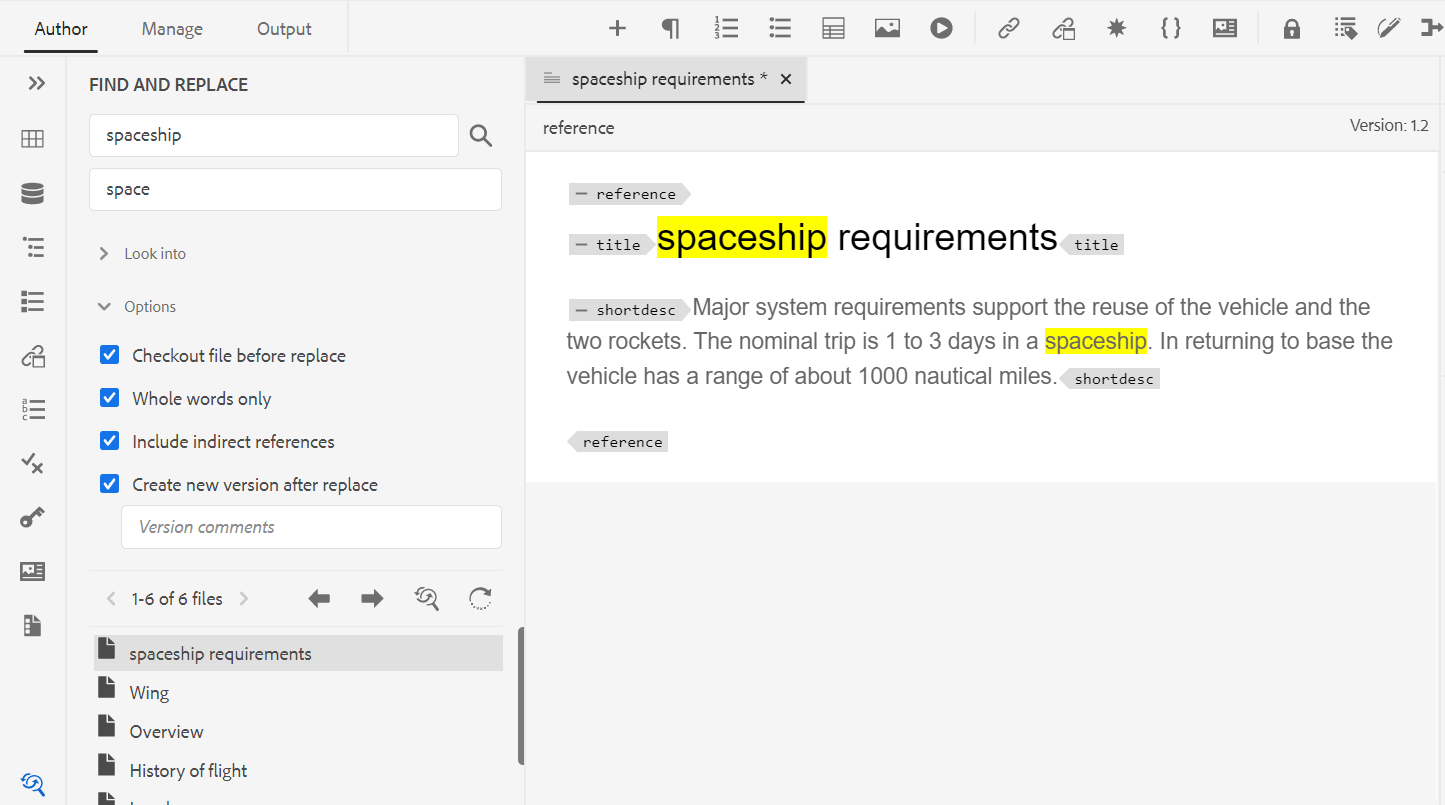 Author Manage Output
FIND AND REPLACE
spaceship
space
Look into
Options
Checkout file before replace
Whole words only
Include indirect references
Create new version after replace
Version comments
1-6 of 6 files
spaceship requirements
Wing
Overview
History of flight
spaceship requirements *
reference
Version: 1.2
reference
title spaceship requirements title
shortdesc Major system requirements support the reuse of the vehicle and the
two rockets. The nominal trip is 1 to 3 days in a spaceship. In returning to base the
vehicle has a range of about 1000 nautical miles. shortdesc
reference